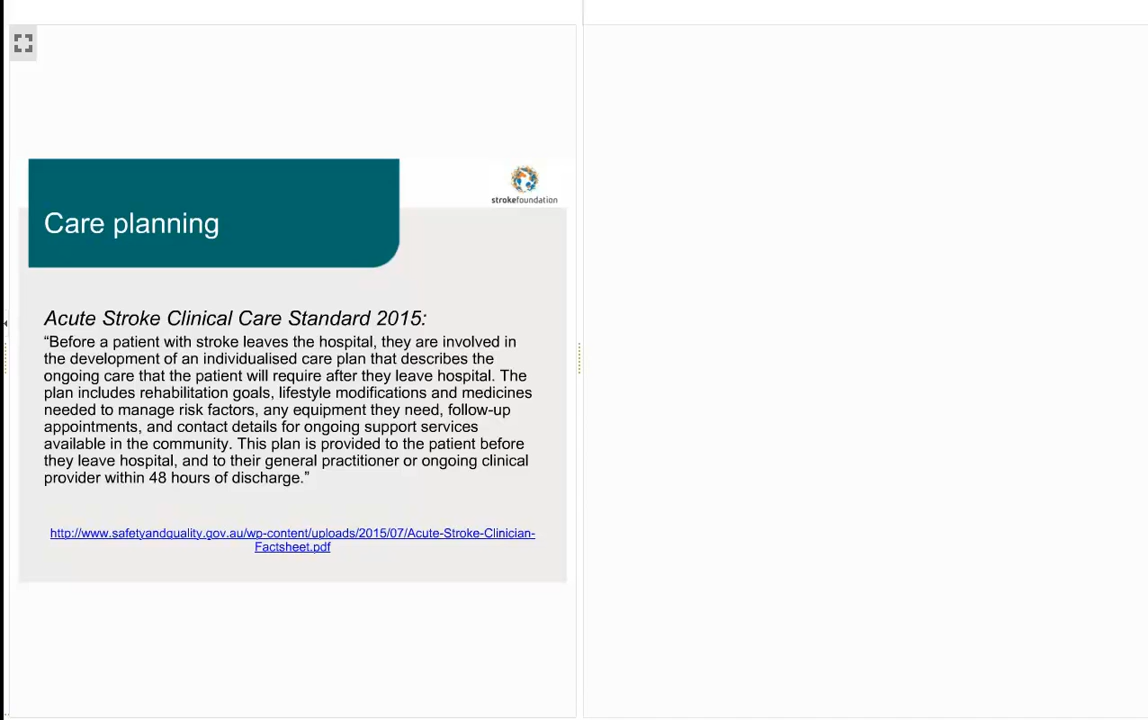 strokefoundation
Care planning
Acute Stroke Clinical Care Standard 2015:
“Before a patient with stroke leaves the hospital, they are involved in
the development of an individualised care plan that describes the
ongoing care that the patient will require after they leave hospital. The
plan includes rehabilitation goals, lifestyle modifications and medicines
needed to manage risk factors, any equipment they need, follow-up
appointments, and contact details for ongoing support services
available in the community. This plan is provided to the patient before
they leave hospital, and to their general practitioner or ongoing clinical
provider within 48 hours of discharge.”
http://www.safetyandquality.gov.au/wp-content/uploads/2015/07/Acute-Stroke-Clinician-
Factsheet.pdf